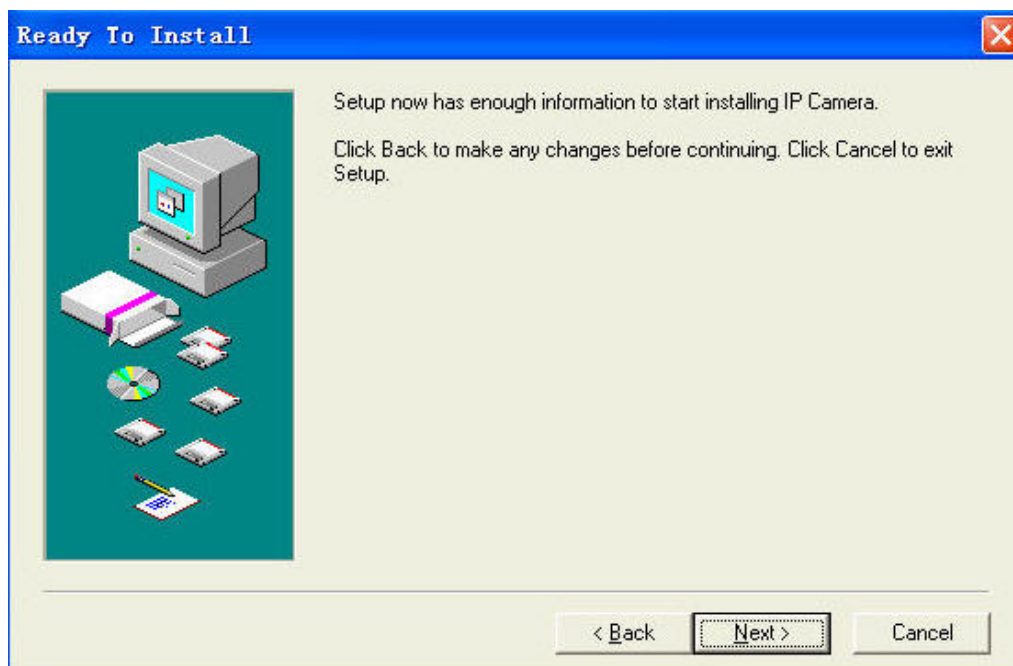 Ready To Install
Setup now has enough information to start installing IP Camera.
Click Back to make any changes before continuing. Click Cancel to exit
Setup.
< Back Next > Cancel